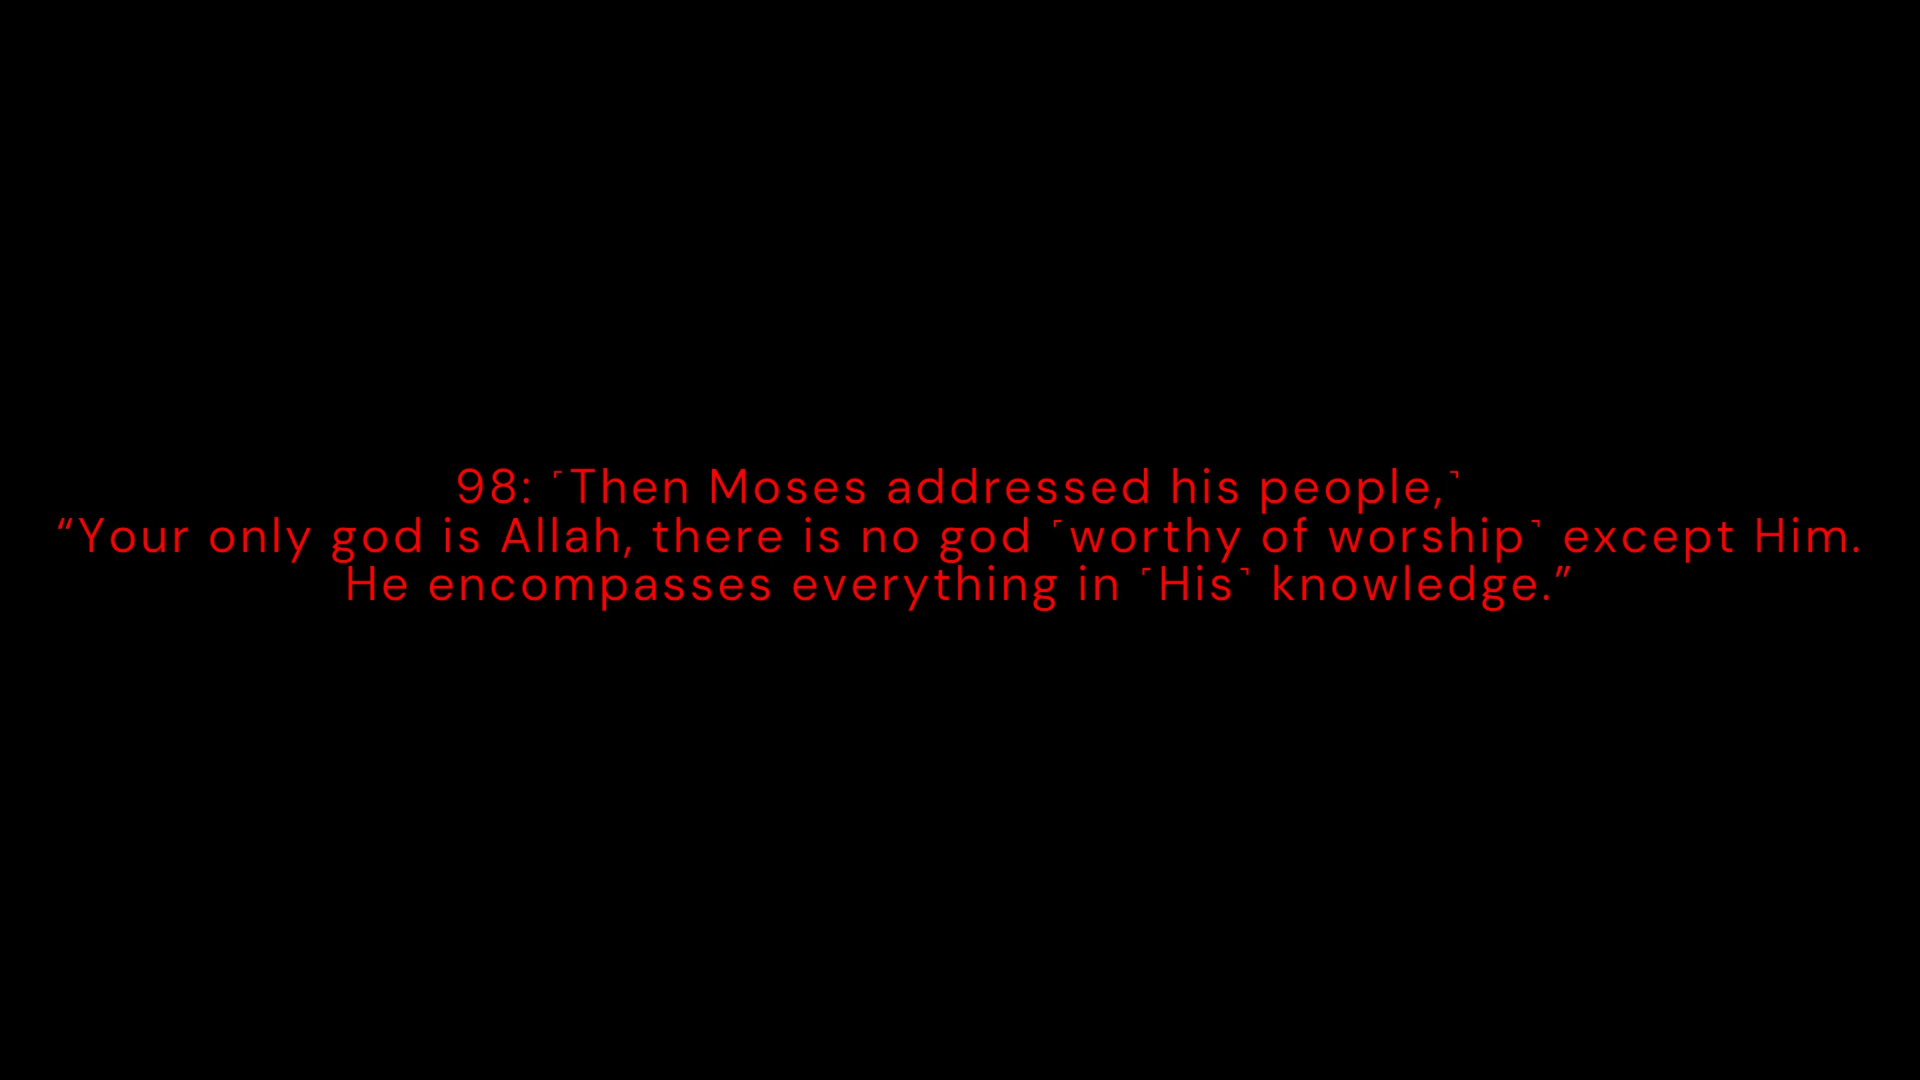 98: ˹Then Moses addressed his people,˺
“Your only god is Allah, there is no god ˹worthy of worship˺ except Him.
He encompasses everything in ˹His˺ knowledge.”